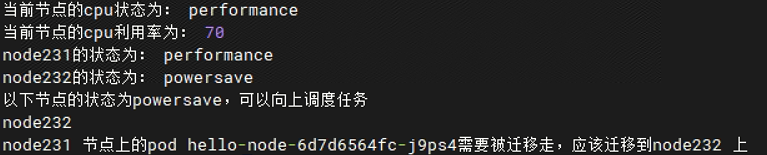 当前节点的cpu状态为： performance
当前节点的cpu利用率为： 70
node231的状态为： performance
node232的状态为： powersave
以下节点的状态为powersave，可以向上调度任务
node232
node231 节点上的pod hello-node-6d7d6564fc-j9ps4需要被迁移走，应该迁移到node232 上